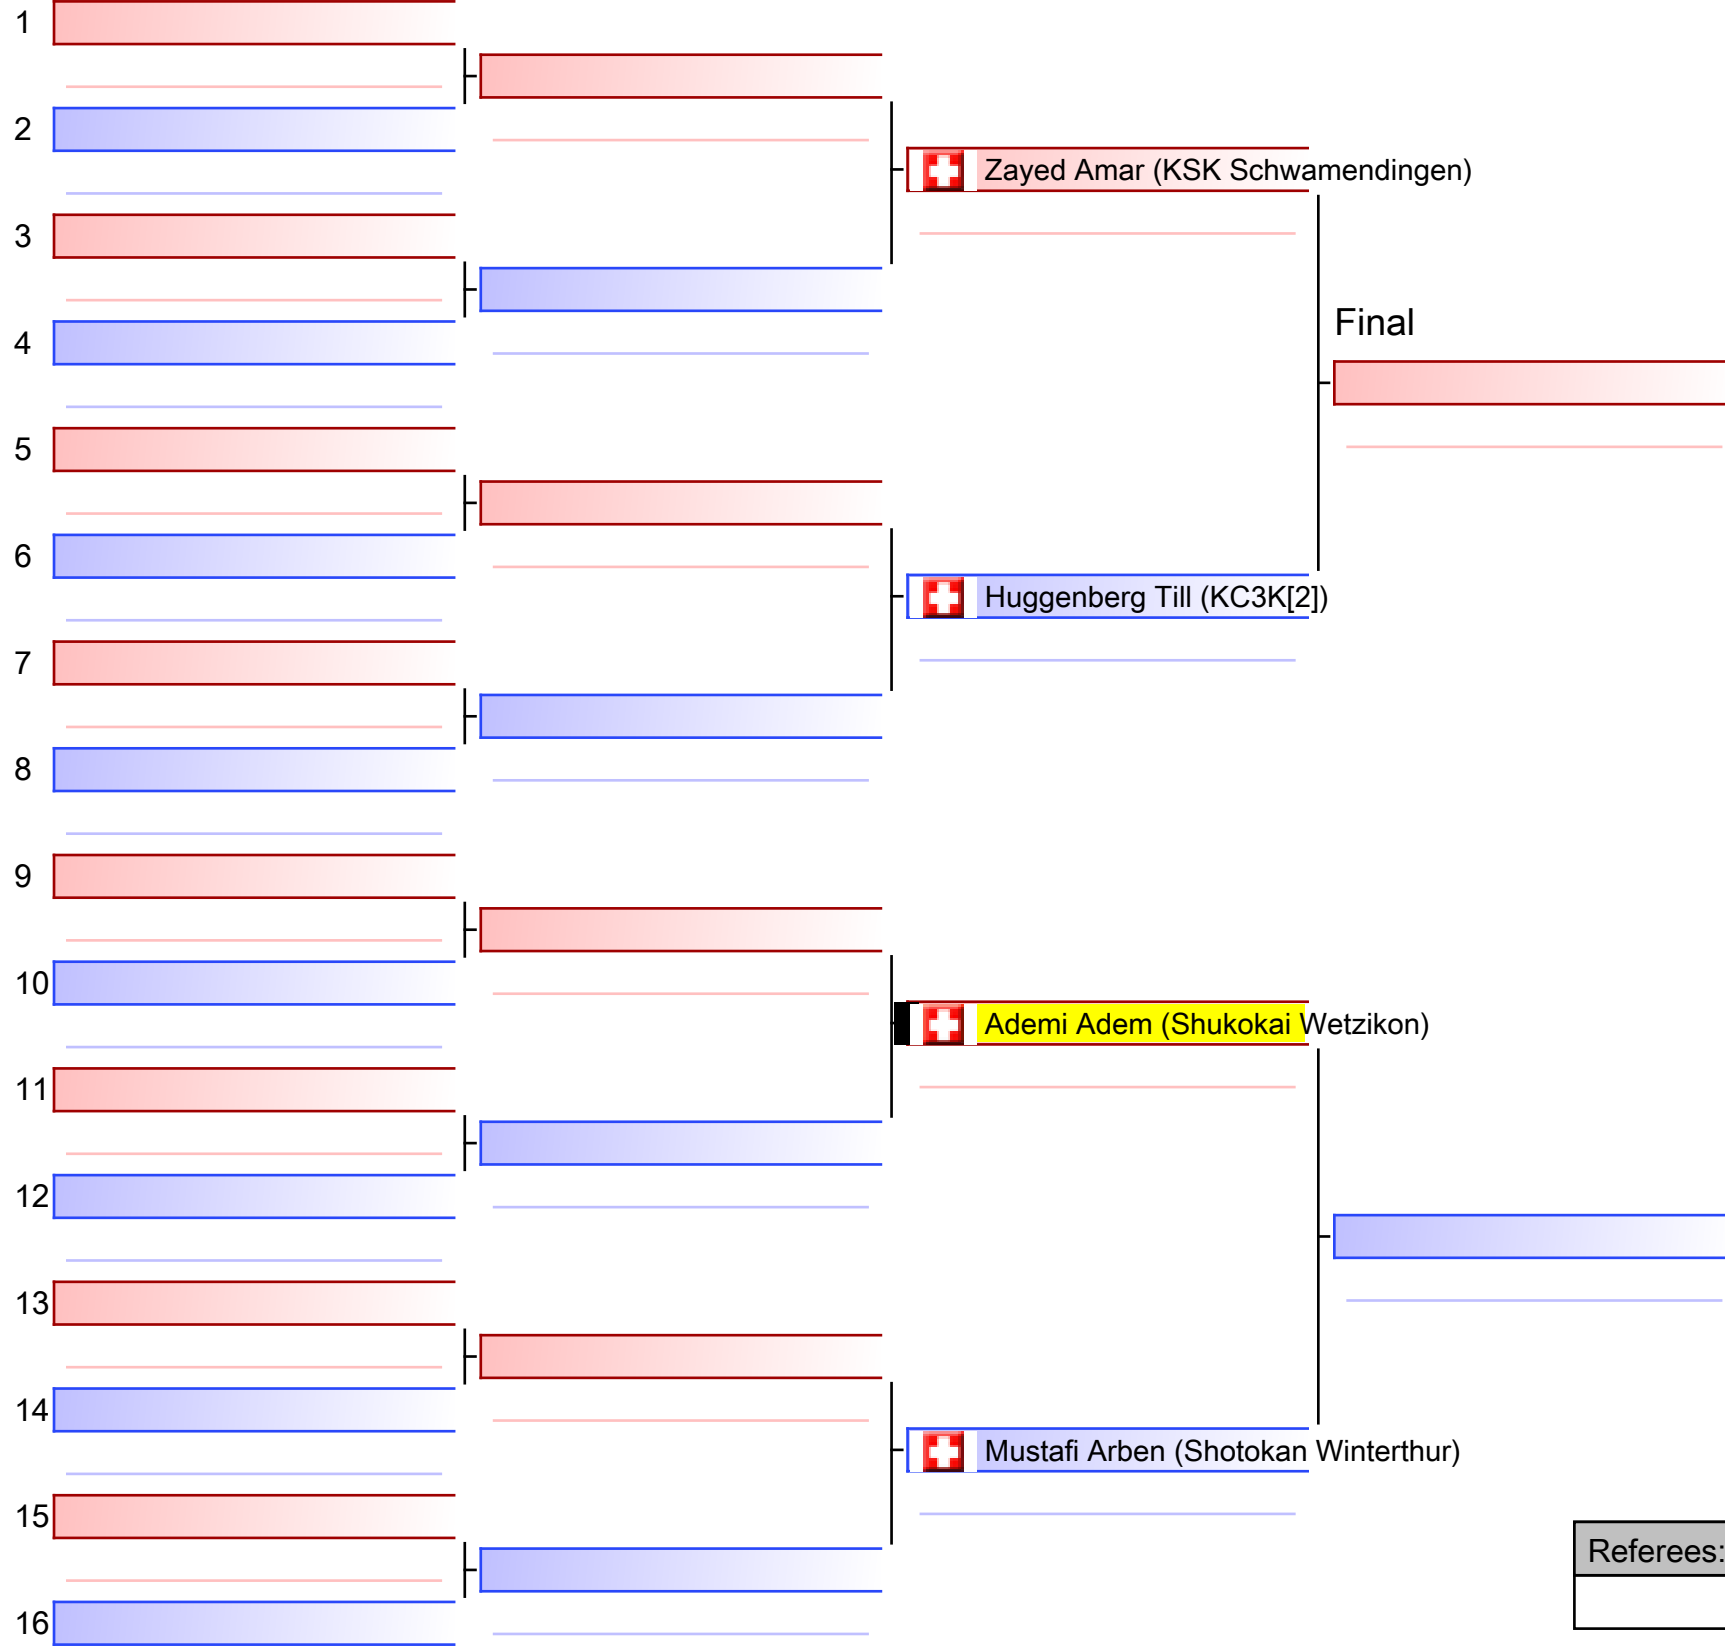 1
2
Zayed Amar (KSK Schwamendingen)
3
Final
4
5
6
Huggenberg Till (KC3K[2])
7
8
9
10
Ademi Adem (Shukokai Wetzikon)
11
12
13
14
Mustafi Arben (Shotokan Winterthur)
15
Referees:
16